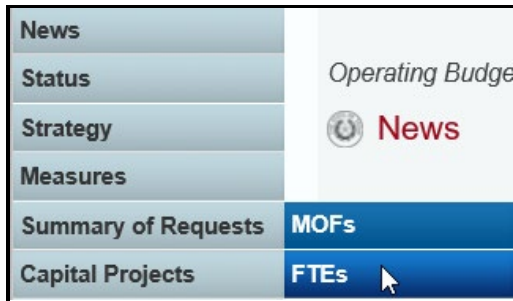 News
Status
Strategy
Measures
Summary of Requests
Capital Projects
MOFs
FTEs
Operating Budge
News